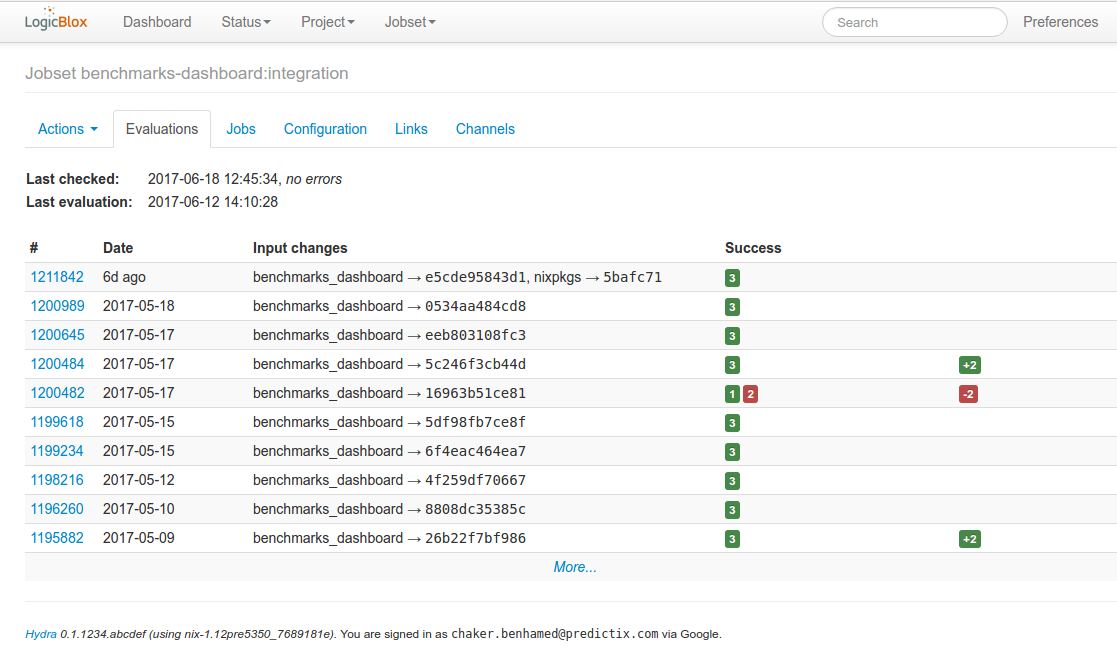 LogicBlox Dashboard Status Project Jobset Search Preferences
Jobset benchmarks-dashboard:integration
Actions Evaluations Jobs Configuration Links Channels
Last checked: 2017-06-18 12:45:34, no errors
Last evaluation: 2017-06-12 14:10:28
# Date Input changes Success
1211842 6d ago benchmarks_dashboard → e5cde95843d1, nixpkgs → 5bafc71 3
1200989 2017-05-18 benchmarks_dashboard → 0534aa484cd8 3
1200645 2017-05-17 benchmarks_dashboard → eeb803108fc3 3
1200484 2017-05-17 benchmarks_dashboard → 5c246f3cb44d 3 +2
1200482 2017-05-17 benchmarks_dashboard → 16963b51ce81 1 2 -2
1199618 2017-05-15 benchmarks_dashboard → 5df98fb7ce8f 3
1199234 2017-05-15 benchmarks_dashboard → 6f4eac464ea7 3
1198216 2017-05-12 benchmarks_dashboard → 4f259df70667 3
1196260 2017-05-10 benchmarks_dashboard → 8808dc35385c 3
1195882 2017-05-09 benchmarks_dashboard → 26b22f7bf986 3 +2
More...
Hydra 0.1.1234.abcdef (using nix-1.12pre5350_7689181e). You are signed in as chaker.benhamed@predictix.com via Google.